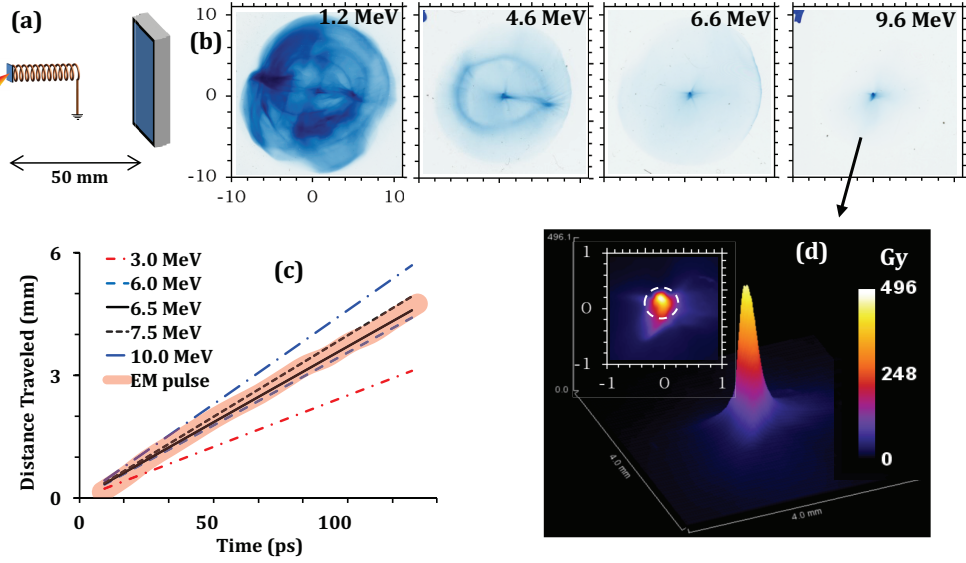 (a)
50 mm
(b)
1.2 MeV
4.6 MeV
6.6 MeV
9.6 MeV
10
0
-10
-10
0
10
(c)
6
3
0
Distance Traveled (mm)
3.0 MeV
6.0 MeV
6.5 MeV
7.5 MeV
10.0 MeV
EM pulse
0
50
100
Time (ps)
(d)
496.1
0.0
1
0
-1
-1
0
1
4.0 mm
4.0 mm
Gy
496
248
0